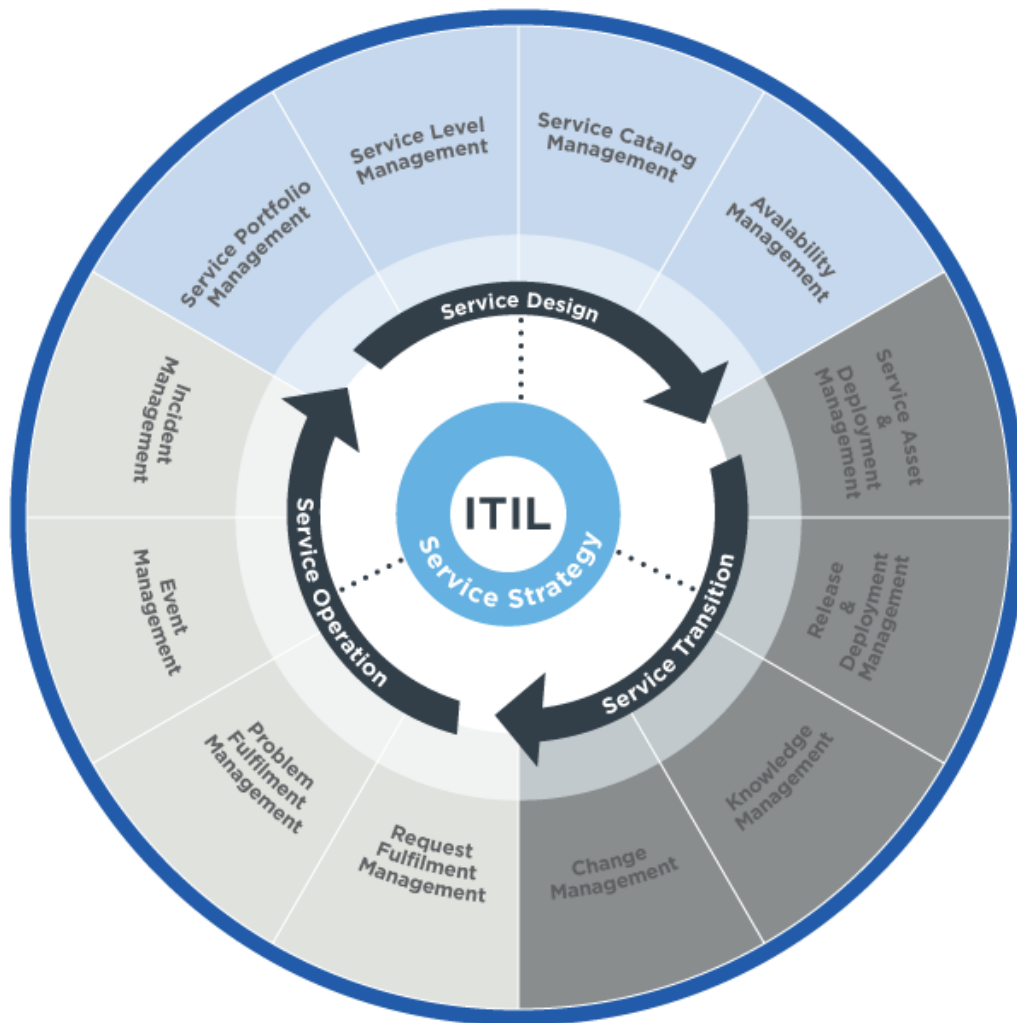 Service Portfolio
Management
Service Level
Management
Service Catalog
Management
Avalability
Management
Service Asset
&
Deployment
Management
Release
&
Deployment
Management
Knowledge
Management
Change
Management
Request
Fulfilment
Management
Problem
Fulfilment
Management
Event
Management
Incident
Management
Service Design
Service Transition
Service Operation
ITIL
Service Strategy